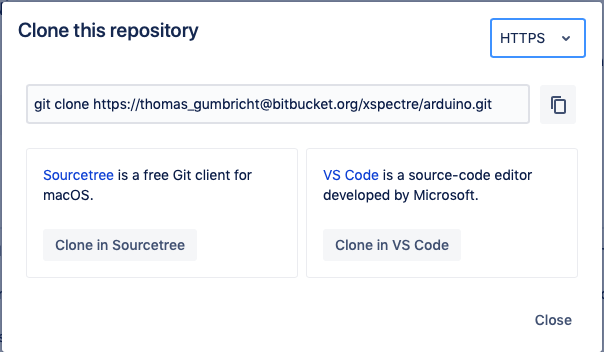 Clone this repository
HTTPS
git clone https://thomas_gumbricht@bitbucket.org/xspectre/arduino.git
Sourcetree is a free Git client for
macOS.
Clone in Sourcetree
VS Code is a source-code editor
developed by Microsoft.
Clone in VS Code
Close